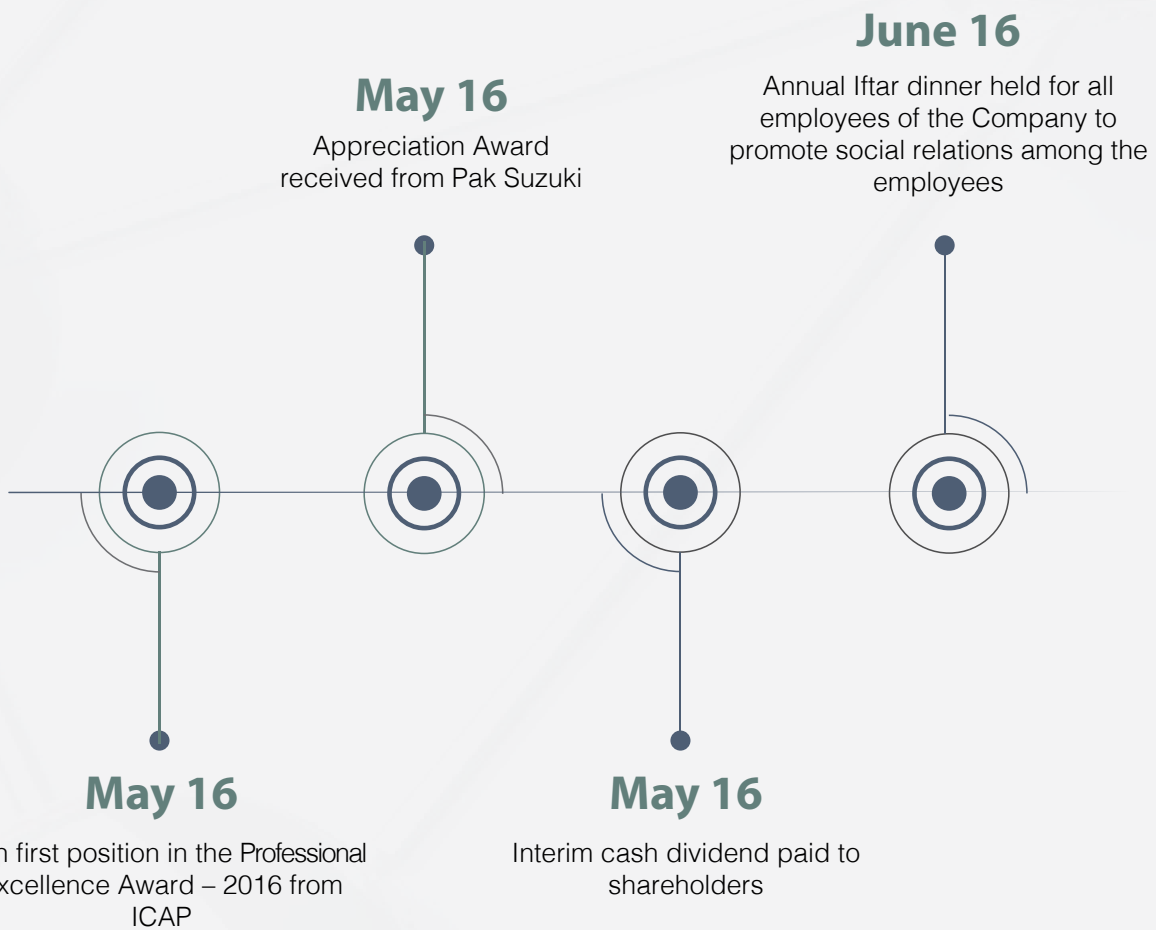 June 16
Annual Iftar dinner held for all
employees of the Company to
promote social relations among the
employees
May 16
Appreciation Award
received from Pak Suzuki
May 16
first position in the Professional
Award – 2016 from
ICAP
May 16
Interim cash dividend paid to
shareholders